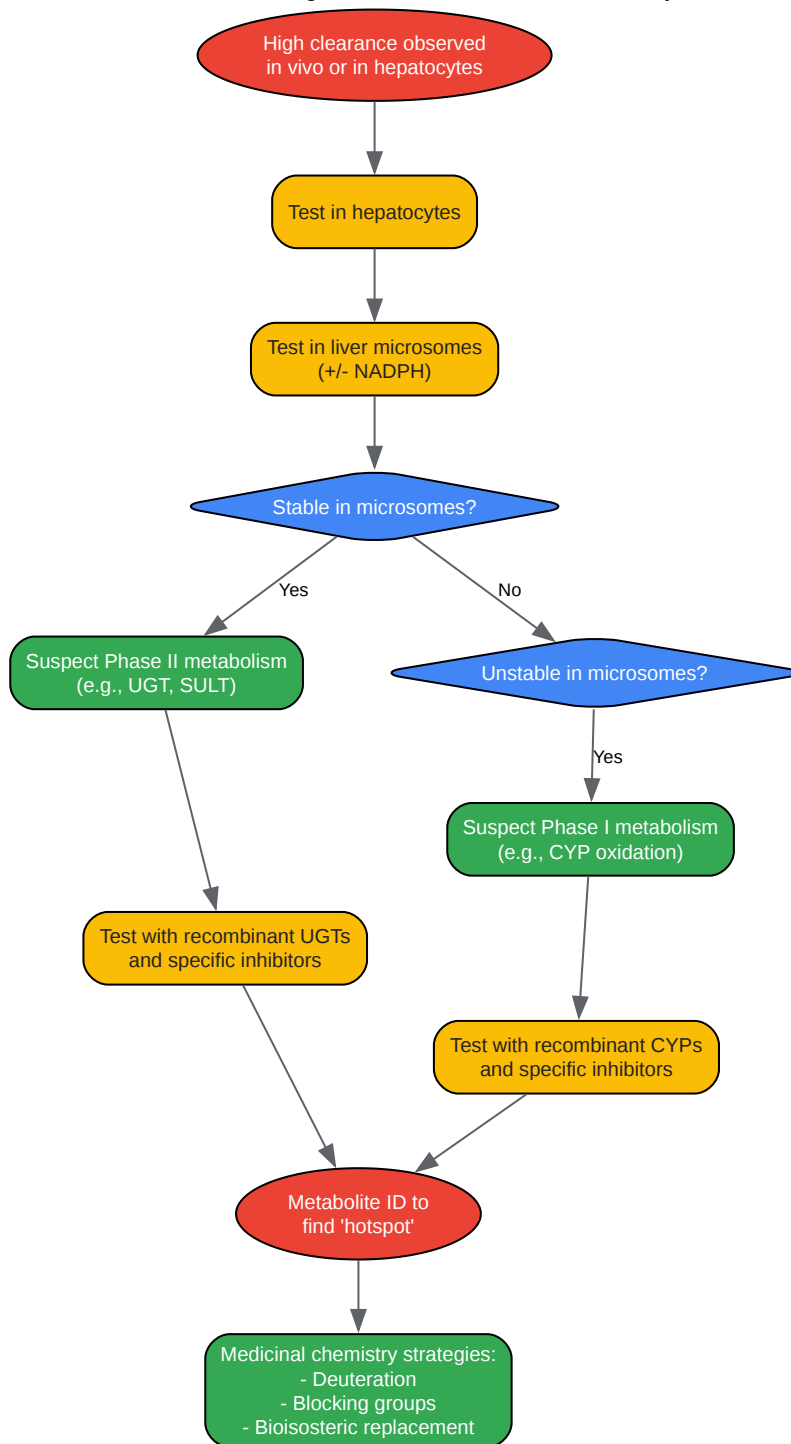 High clearance observed
in vivo or in hepatocytes
Test in hepatocytes
Test in liver microsomes
(+/- NADPH)
Stable in microsomes?
Yes
No
Suspect Phase II metabolism
(e.g., UGT, SULT)
Unstable in microsomes?
Yes
Suspect Phase I metabolism
(e.g., CYP oxidation)
Test with recombinant UGTs
and specific inhibitors
Test with recombinant CYPs
and specific inhibitors
Metabolite ID to
find 'hotspot'
Medicinal chemistry strategies:
- Deuteration
- Blocking groups
- Bioisosteric replacement